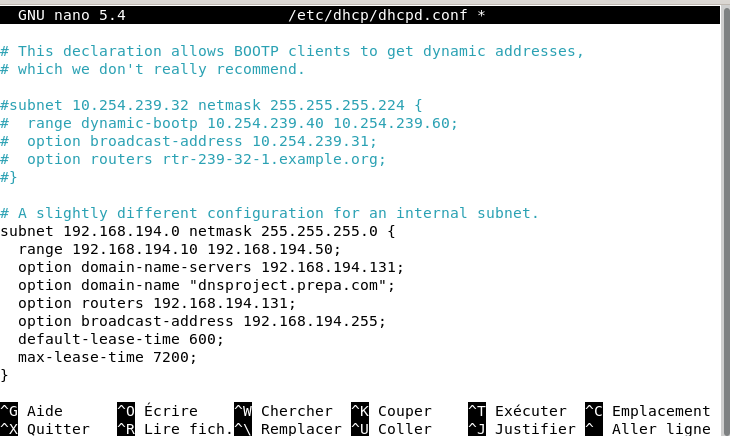 GNU nano 5.4 /etc/dhcp/dhcpd.conf *
# This declaration allows BOOTP clients to get dynamic addresses,
# which we don't really recommend.
#subnet 10.254.239.32 netmask 255.255.255.224 {
#  range dynamic-bootp 10.254.239.40 10.254.239.60;
#  option broadcast-address 10.254.239.31;
#  option routers rtr-239-32-1.example.org;
#}
# A slightly different configuration for an internal subnet.
subnet 192.168.194.0 netmask 255.255.255.0 {
  range 192.168.194.10 192.168.194.50;
  option domain-name-servers 192.168.194.131;
  option domain-name "dnsproject.prepa.com";
  option routers 192.168.194.131;
  option broadcast-address 192.168.194.255;
  default-lease-time 600;
  max-lease-time 7200;
}
^G Aide ^O Écrire ^W Chercher ^K Couper ^T Exécuter ^C Emplacement
^X Quitter ^R Lire fich. ^\ Remplacer ^U Coller ^J Justifier ^ Aller ligne